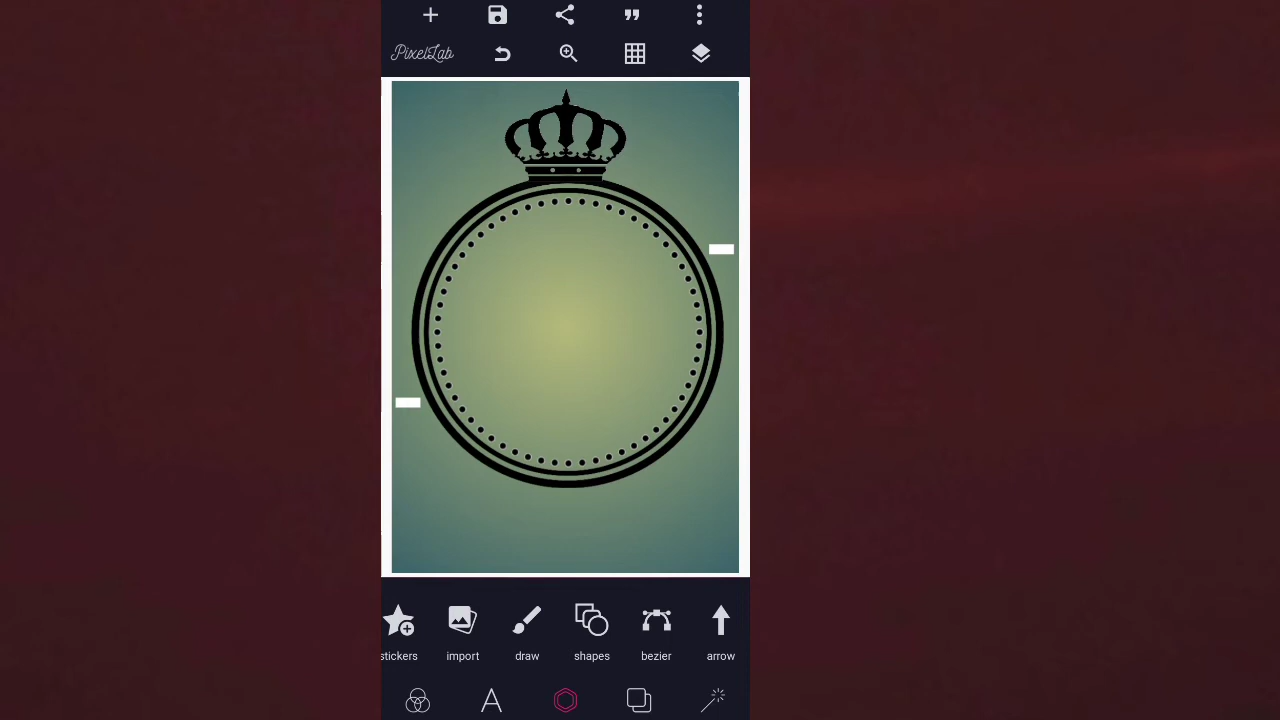 PixelLab
stickers
import
draw
shapes
bezier
arrow